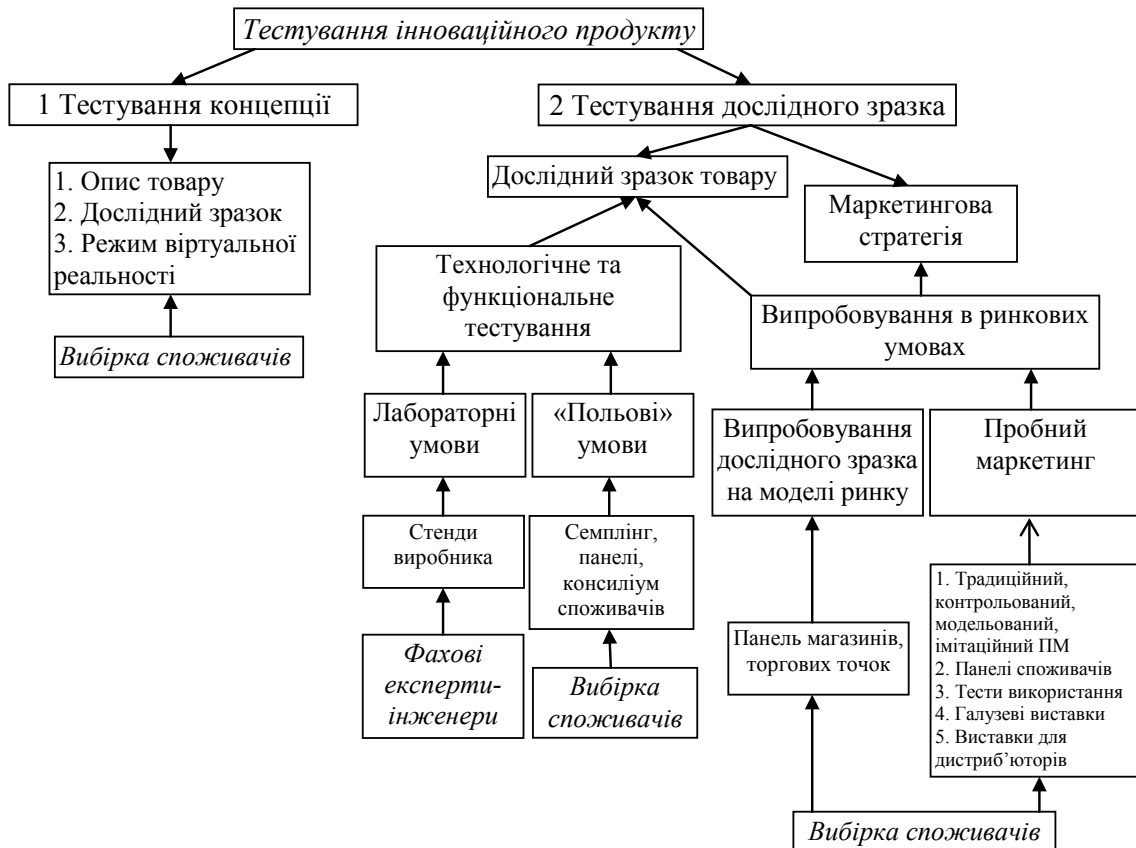 Тестування інноваційного продукту
1 Тестування концепції
2 Тестування дослідного зразка
1. Опис товару
2. Дослідний зразок
3. Режим віртуальної
реальності
Вибірка споживачів
Дослідний зразок товару
Маркетингова
стратегія
Технологічне та
функціональне
тестування
Випробовування в ринкових
умовах
Лабораторні
умови
«Польові»
умови
Випробовування
дослідного зразка
на моделі ринку
Пробний
маркетинг
Стенди
виробника
Семплінг,
панелі,
консиліум
споживачів
Фахові
експерти-
інженери
Вибірка
споживачів
Панель магазинів,
торгових точок
1. Традиційний,
контрольований,
модельований,
імітаційний ПМ
2. Панелі споживачів
3. Тести використання
4. Галузеві виставки
5. Виставки для
дистриб’юторів
Вибірка споживачів